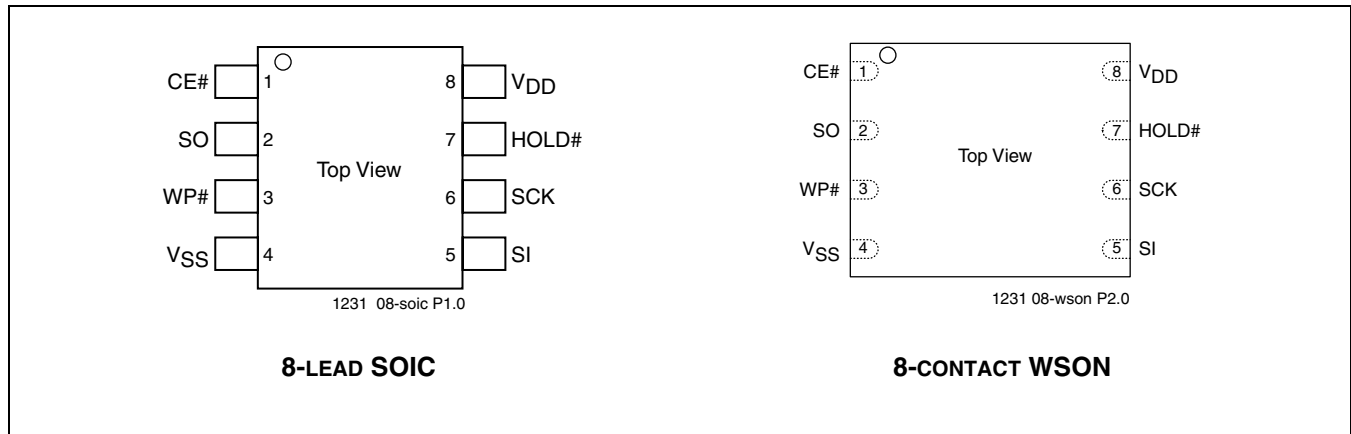 CE# 1 8 VDD
SO 2 7 HOLD#
Top View
WP# 3 6 SCK
VSS 4 5 SI
1231 08-soic P1.0
8-LEAD SOIC
CE# 1 8 VDD
SO 2 7 HOLD#
Top View
WP# 3 6 SCK
VSS 4 5 SI
1231 08-wson P2.0
8-CONTACT WSON